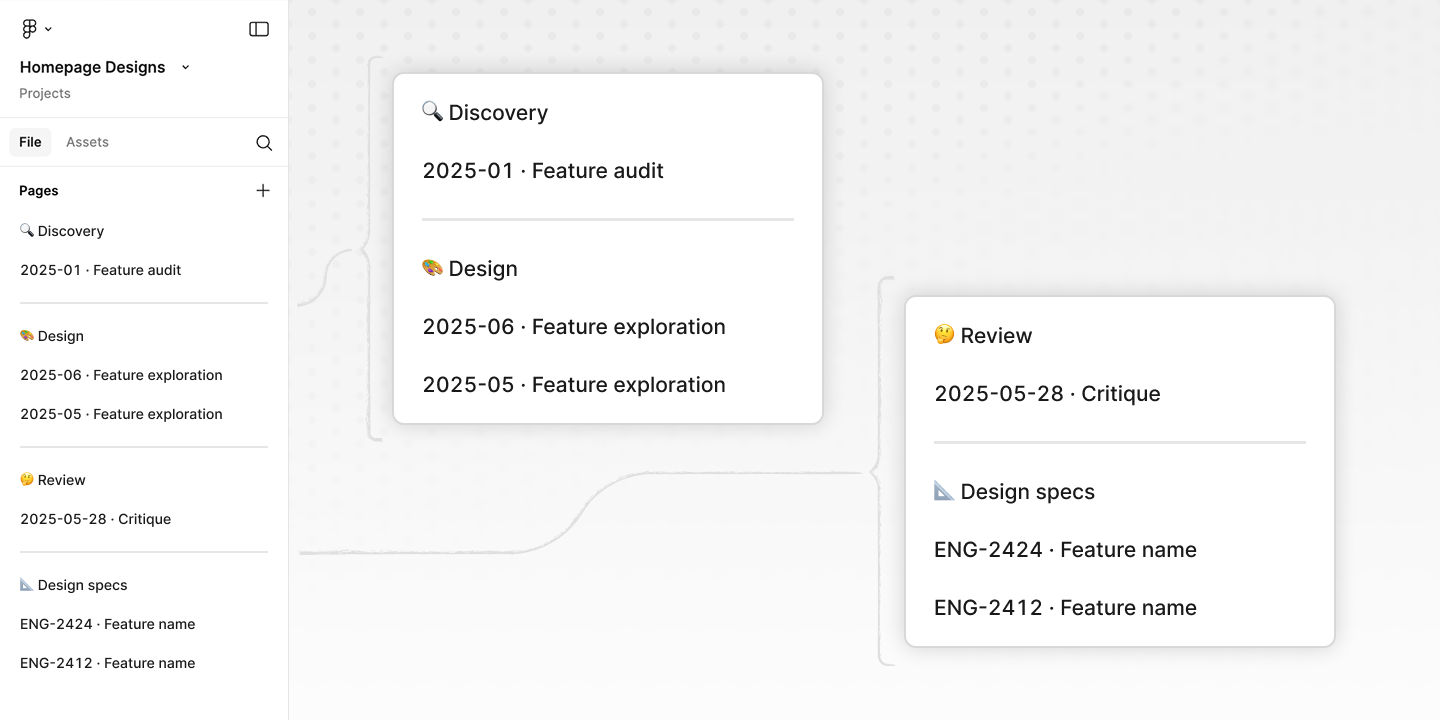 Homepage Designs
Projects
File
Assets
Pages
🔍 Discovery
2025-01 · Feature audit
🎨 Design
2025-06 · Feature exploration
2025-05 · Feature exploration
🤔 Review
2025-05-28 · Critique
📐 Design specs
ENG-2424 · Feature name
ENG-2412 · Feature name
🔍 Discovery
2025-01 · Feature audit
🎨 Design
2025-06 · Feature exploration
2025-05 · Feature exploration
🤔 Review
2025-05-28 · Critique
📐 Design specs
ENG-2424 · Feature name
ENG-2412 · Feature name